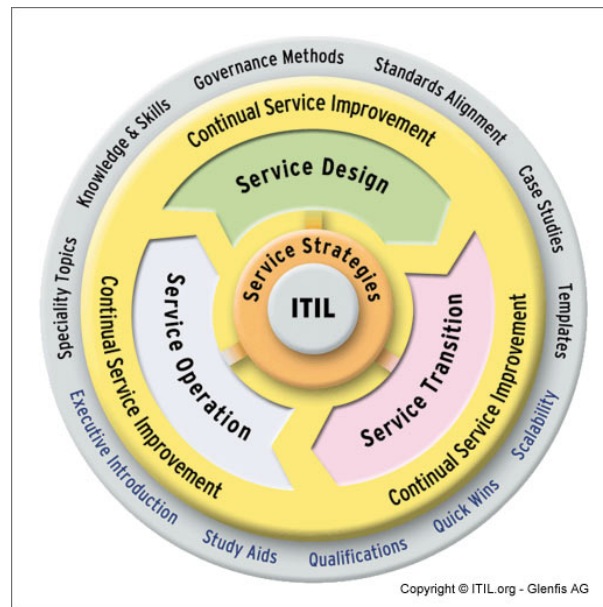 Governance Methods
Standards Alignment
Knowledge & Skills
Case Studies
Speciality Topics
Templates
Executive Introduction
Scalability
Study Aids
Qualifications
Quick Wins
Continual Service Improvement
Continual Service Improvement
Continual Service Improvement
Service Design
Service Transition
Service Operation
Service Strategies
ITIL
Copyright © ITIL.org - Glenfis AG